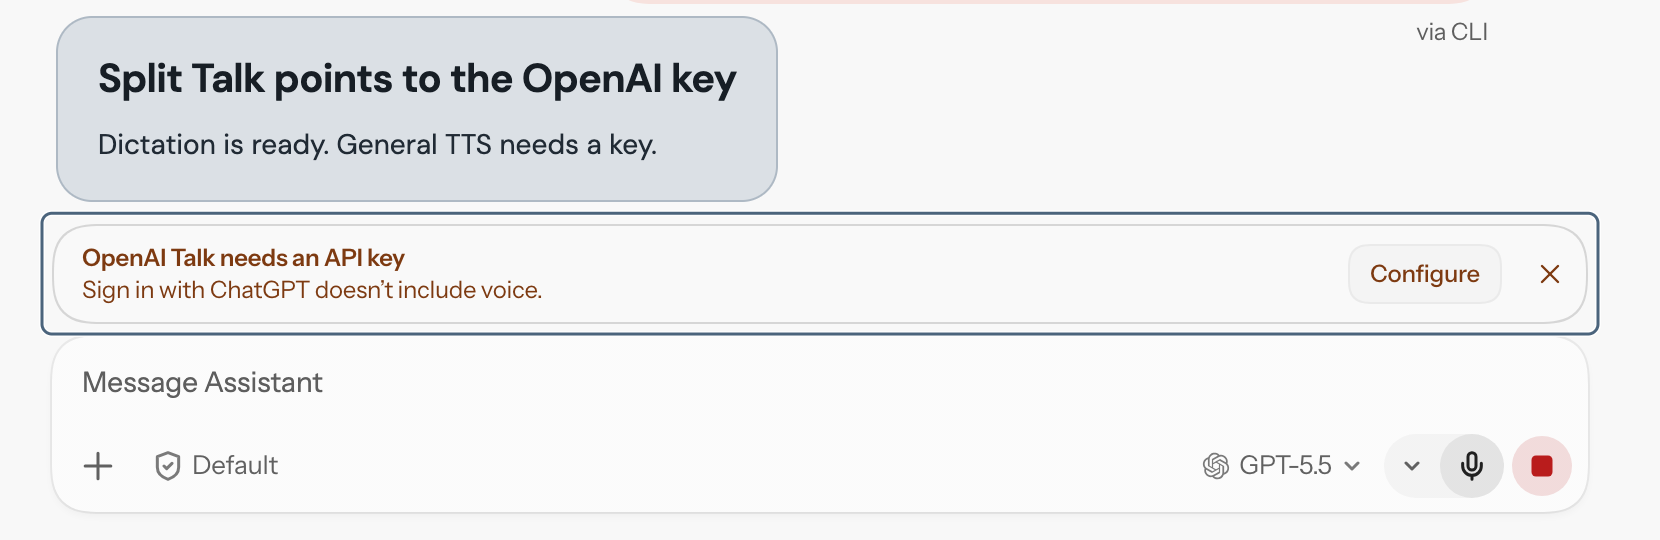 via CLI
Split Talk points to the OpenAI key
Dictation is ready. General TTS needs a key.
OpenAI Talk needs an API key
Sign in with ChatGPT doesn’t include voice.
Configure
Message Assistant
Default
GPT-5.5